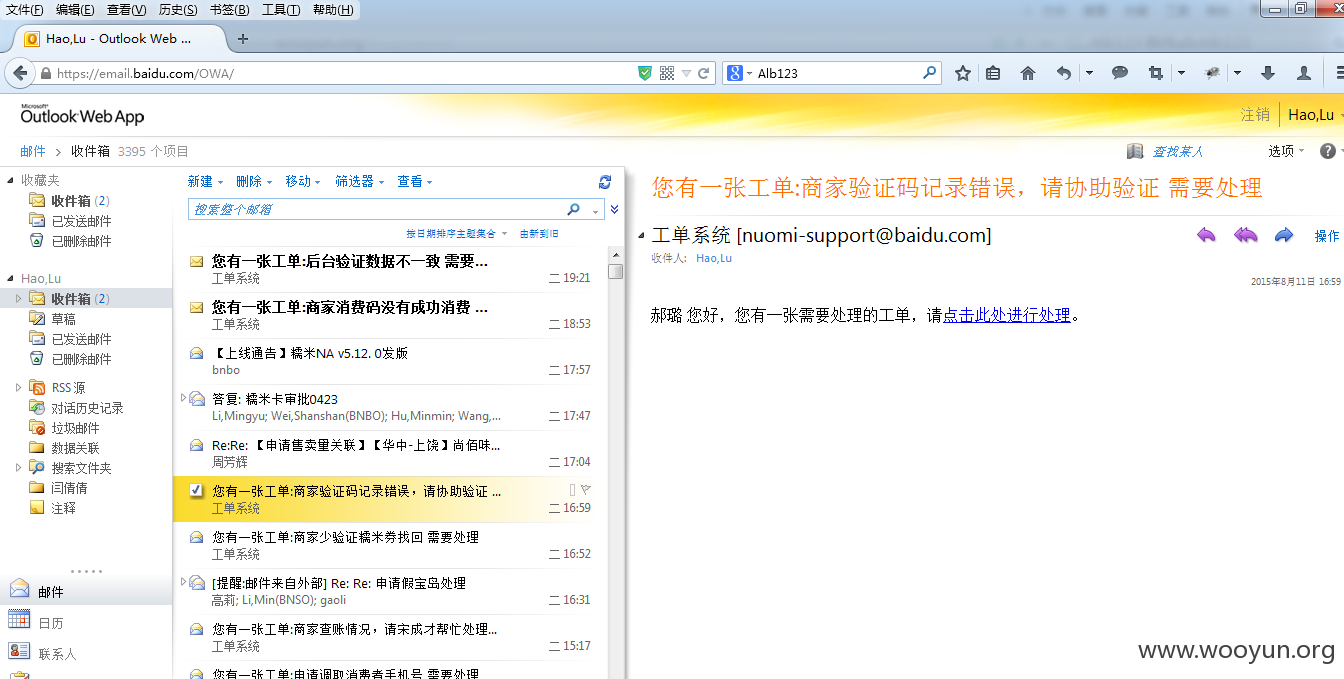 文件(F) 编辑(E) 查看(V) 历史(S) 书签(B) 工具(T) 帮助(H)
Hao,Lu - Outlook Web ...
https://email.baidu.com/OWA/
Alb123
Microsoft®
Outlook Web App
注销 Hao,Lu
邮件 > 收件箱 3395 个项目
查找某人 选项
收藏夹
收件箱 (2)
已发送邮件
已删除邮件
Hao,Lu
收件箱 (2)
草稿
已发送邮件
已删除邮件
RSS 源
对话历史记录
垃圾邮件
数据关联
搜索文件夹
闫倩倩
注释
邮件
日历
联系人
新建 删除 移动 筛选器 查看
搜索整个邮箱
按日期排序主题集合 由新到旧
您有一张工单:后台验证数据不一致 需要...
工单系统 二 19:21
您有一张工单:商家消费码没有成功消费 ...
工单系统 二 18:53
【上线通告】糯米NA v5.12. 0发版
bnbo 二 17:57
答复: 糯米卡审批0423
Li,Mingyu; Wei,Shanshan(BNBO); Hu,Minmin; Wang,... 二 17:47
Re:Re: 【申请售卖量关联】【华中-上饶】尚佰味...
周芳辉 二 17:04
您有一张工单:商家验证码记录错误，请协助验证 ...
工单系统 二 16:59
您有一张工单:商家少验证糯米券找回 需要处理
工单系统 二 16:52
[提醒:邮件来自外部] Re: Re: 申请假宝岛处理
高莉; Li,Min(BNSO); gaoli 二 16:31
您有一张工单:商家查账情况，请宋成才帮忙处理...
工单系统 二 15:17
您有一张工单:申请调取消费者手机号 需要处理
您有一张工单:商家验证码记录错误，请协助验证 需要处理
工单系统 [nuomi-support@baidu.com]
操作
收件人: Hao,Lu
2015年8月11日 16:59
郝璐 您好，您有一张需要处理的工单，请点击此处进行处理。
www.wooyun.org